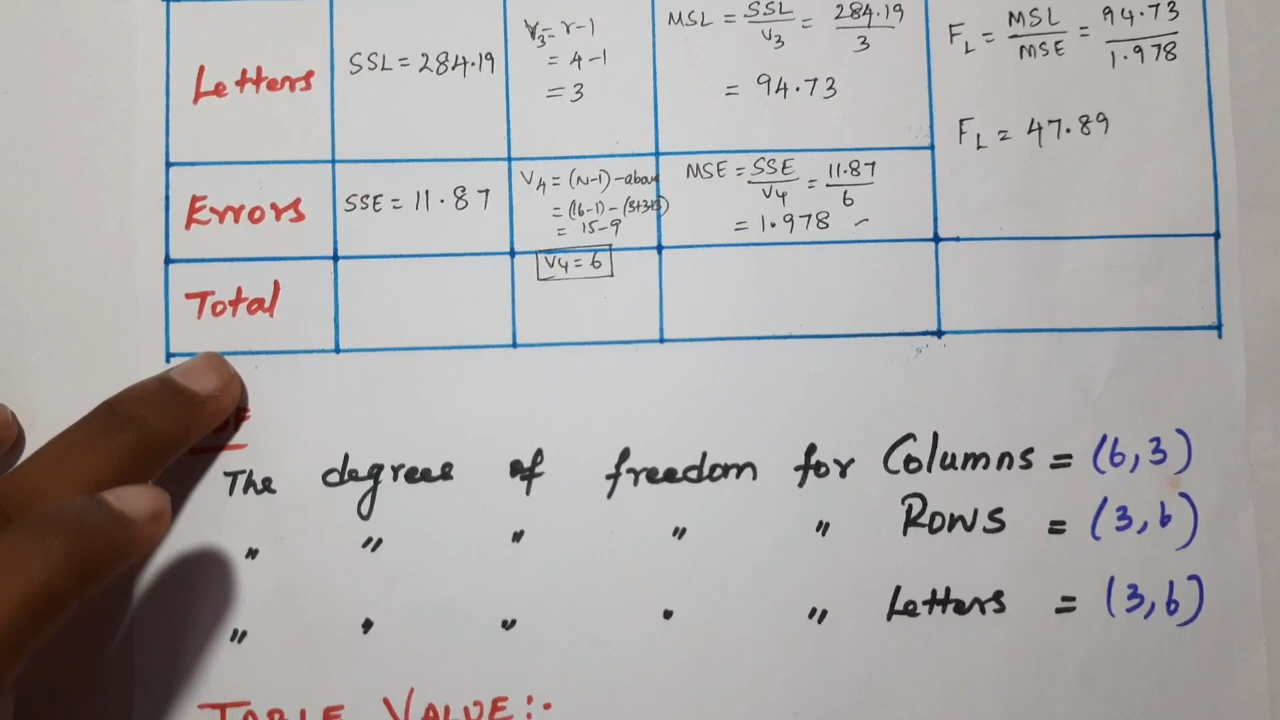 Letters
SSL = 284.19
V3 = r-1
= 4-1
= 3
MSL = SSL/V3 = 284.19/3
= 94.73
FL = MSL/MSE = 94.73/1.978
FL = 47.89
Errors
SSE = 11.87
V4 = (N-1) - above
= (16-1) - (3+3+3)
= 15-9
V4 = 6
MSE = SSE/V4 = 11.87/6
= 1.978
Total
The degrees of freedom for Columns = (6,3)
" " " " " Rows = (3,6)
" " " " " Letters = (3,6)
TABLE VALUE:-